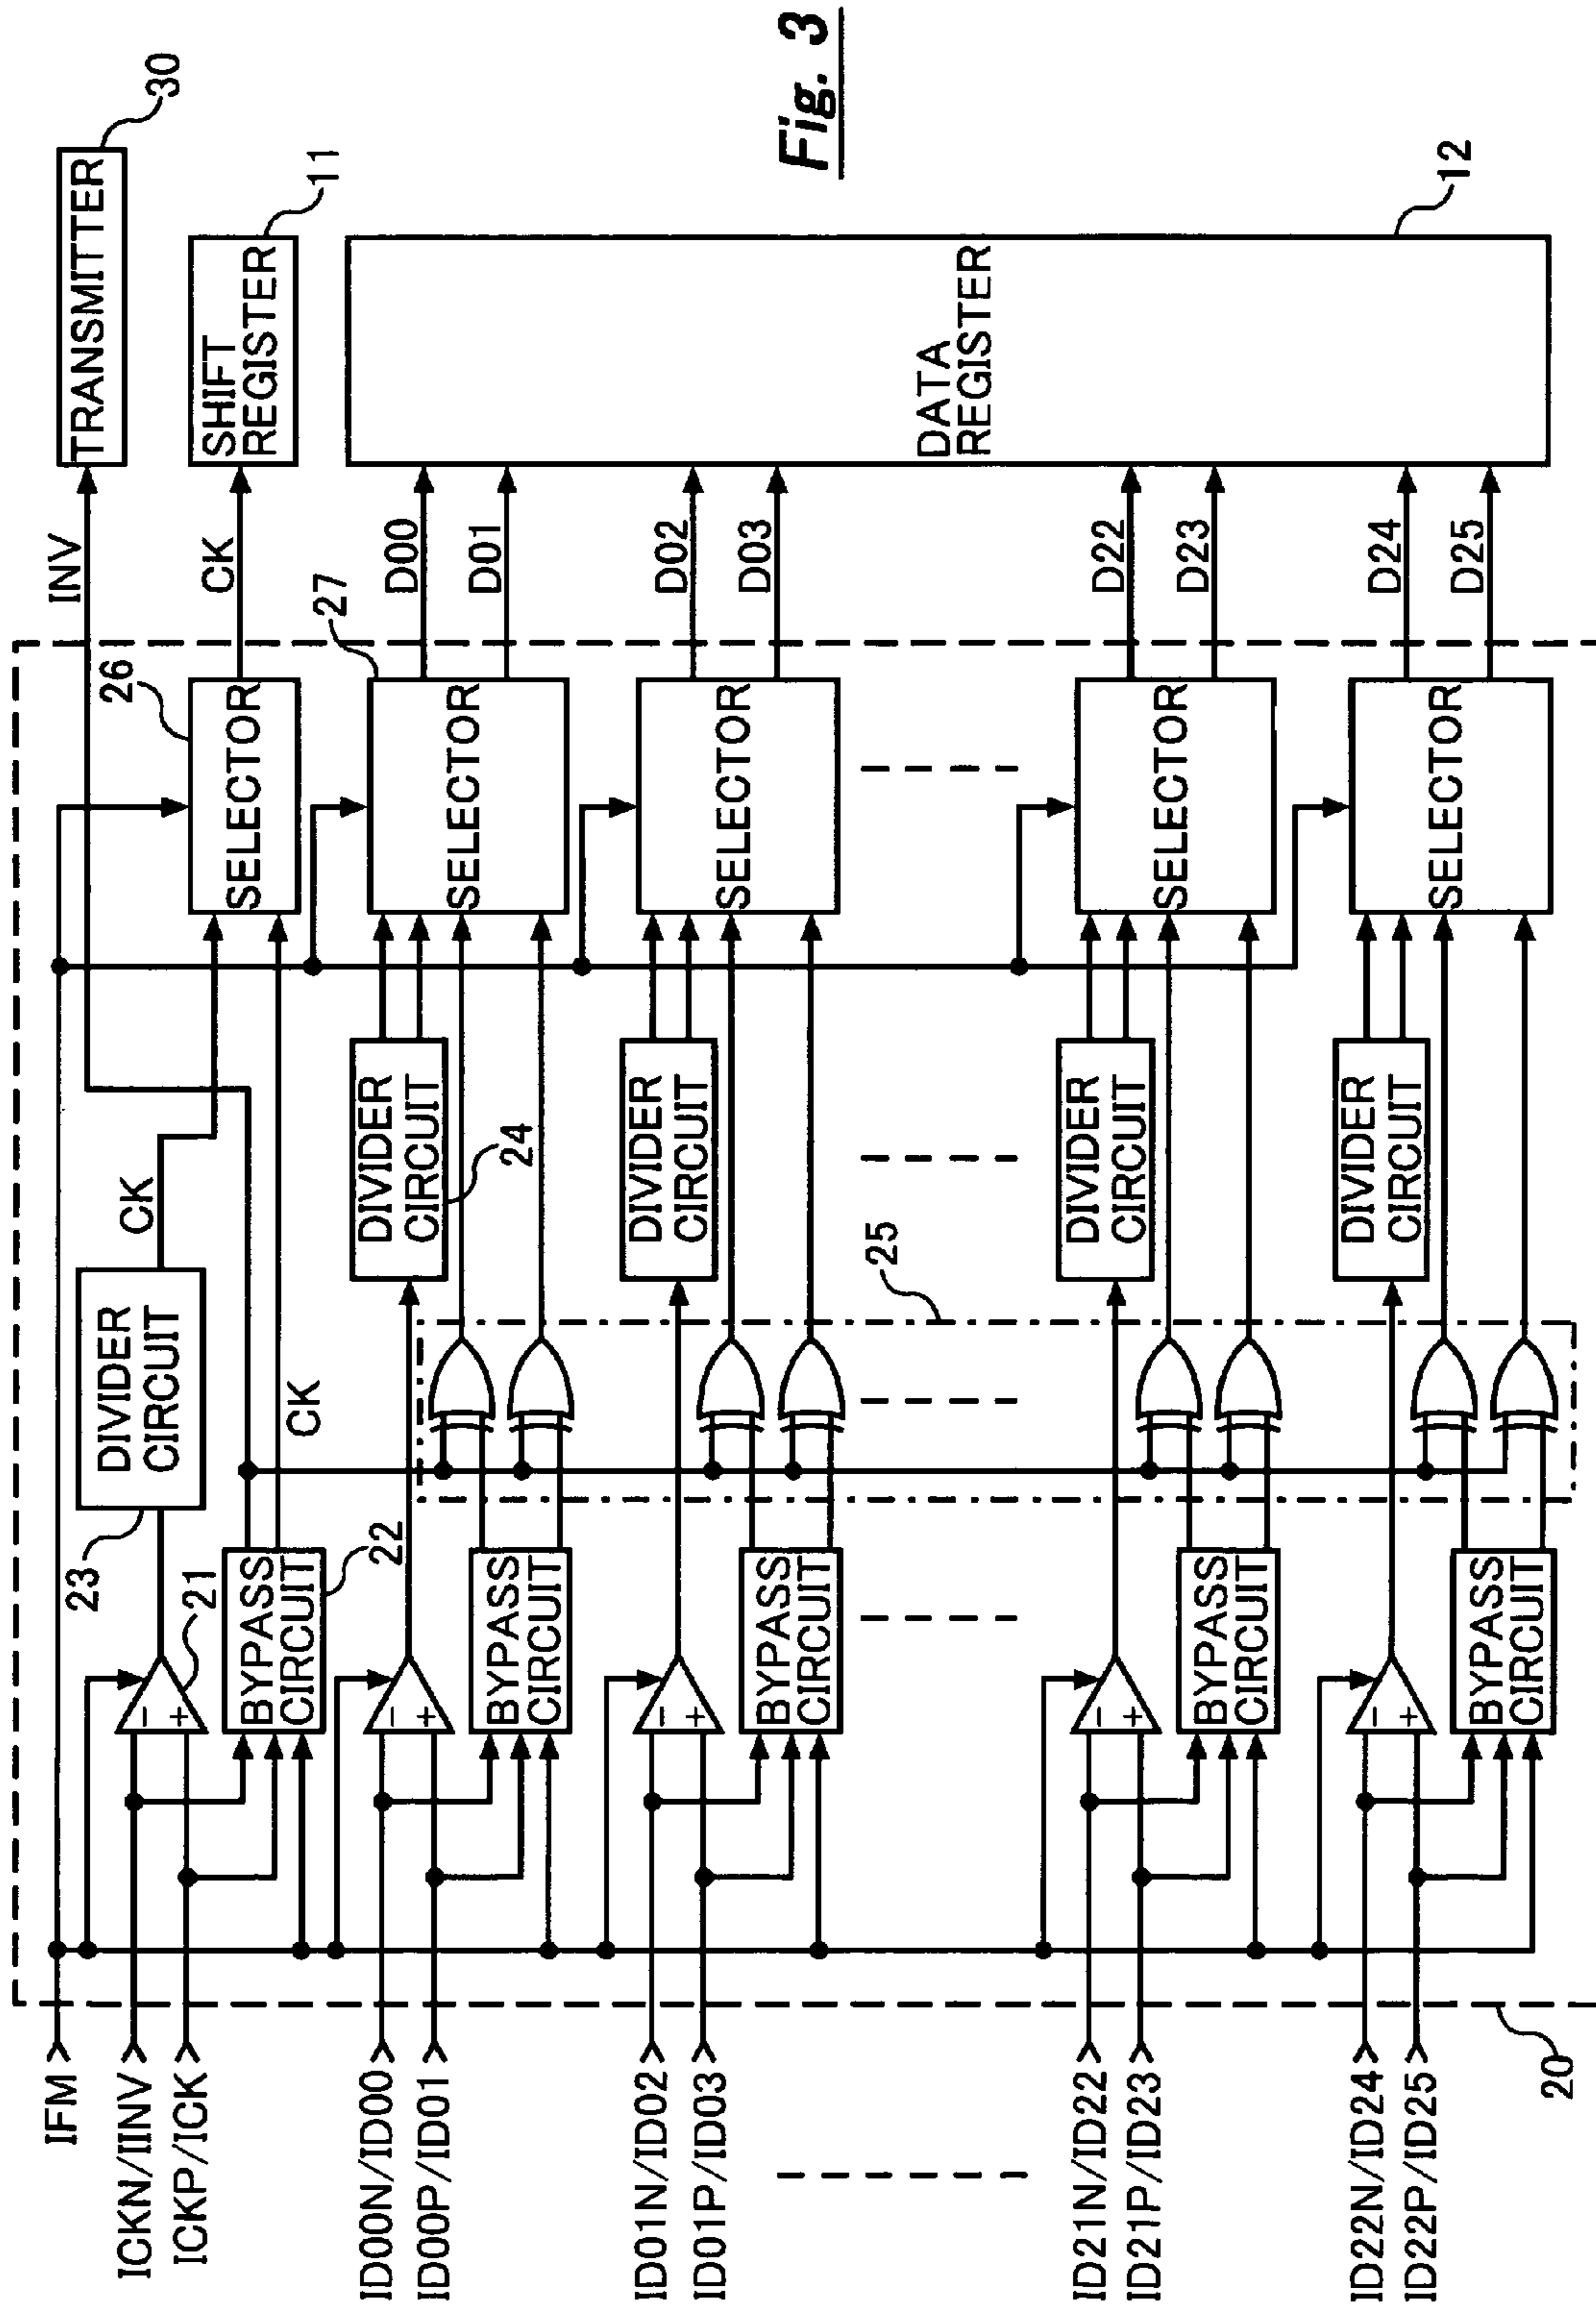 Fig. 3
IFM
ICKN/IINV
ICKP/ICK
ID00N/ID00
ID00P/ID01
ID01N/ID02
ID01P/ID03
ID21N/ID22
ID21P/ID23
ID22N/ID24
ID22P/ID25
20
23
21
22
BYPASS
CIRCUIT
BYPASS
CIRCUIT
BYPASS
CIRCUIT
BYPASS
CIRCUIT
BYPASS
CIRCUIT
- +
- +
- +
- +
- +
DIVIDER
CIRCUIT
CK
CK
25
DIVIDER
CIRCUIT
24
DIVIDER
CIRCUIT
DIVIDER
CIRCUIT
DIVIDER
CIRCUIT
26
SELECTOR
27
SELECTOR
SELECTOR
SELECTOR
SELECTOR
INV
CK
D00
D01
D02
D03
D22
D23
D24
D25
TRANSMITTER
30
SHIFT
REGISTER
11
DATA
REGISTER
12